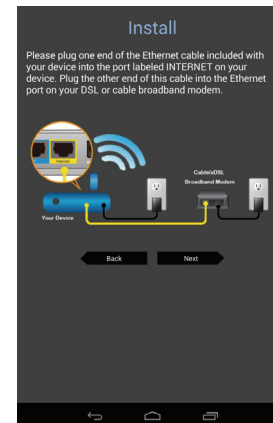 Install
Please plug one end of the Ethernet cable included with
your device into the port labeled INTERNET on your
device. Plug the other end of this cable into the Ethernet
port on your DSL or cable broadband modem.
Internet
Cable/xDSL
Broadband Modem
Your Device
Back Next